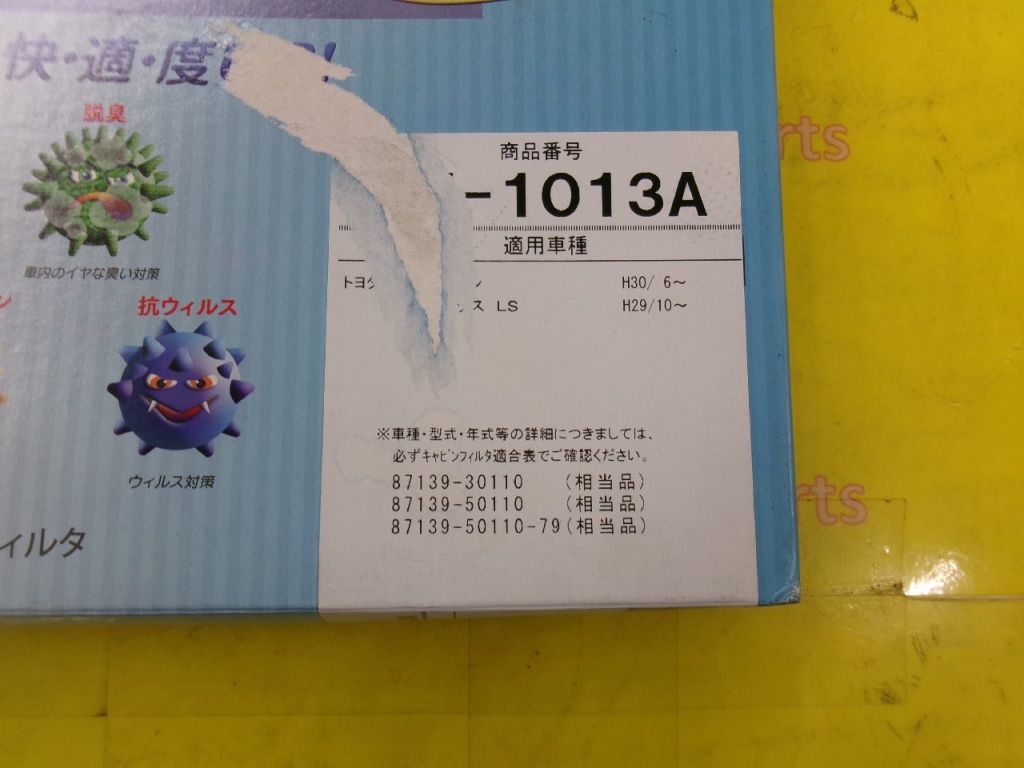 快・適・度
脱臭
車内のイヤな臭い対策
抗ウィルス
ウィルス対策
ィルタ
商品番号
-1013A
適用車種
トヨタ ン H30/ 6～
ス LS H29/10～
※車種・型式・年式等の詳細につきましては、
必ずｷｬﾋﾞﾝﾌｨﾙﾀ適合表でご確認ください。
87139-30110 (相当品)
87139-50110 (相当品)
87139-50110-79(相当品)
rts
rts